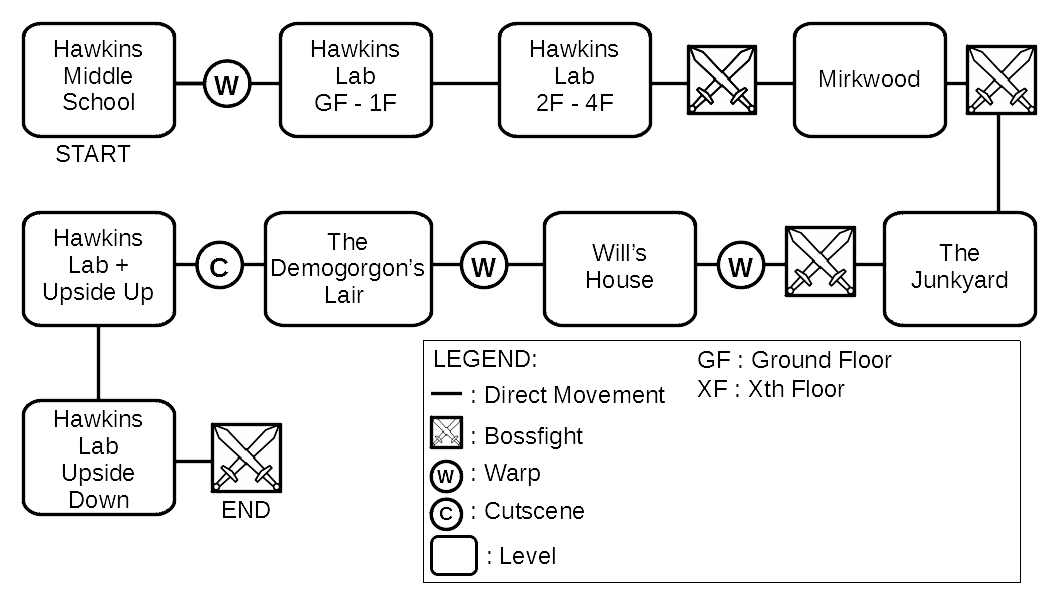 Hawkins
Middle
School
START
W
Hawkins
Lab
GF - 1F
Hawkins
Lab
2F - 4F
Mirkwood
The
Junkyard
W
Will’s
House
W
The
Demogorgon’s
Lair
C
Hawkins
Lab +
Upside Up
Hawkins
Lab
Upside
Down
END
LEGEND:
: Direct Movement
: Bossfight
W : Warp
C : Cutscene
: Level
GF : Ground Floor
XF : Xth Floor